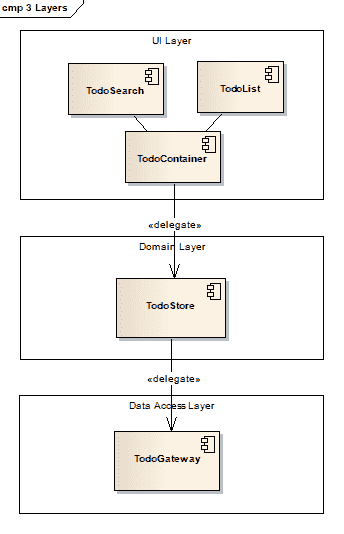 cmp 3 Layers
UI Layer
TodoSearch
TodoList
TodoContainer
«delegate»
Domain Layer
TodoStore
«delegate»
Data Access Layer
TodoGateway